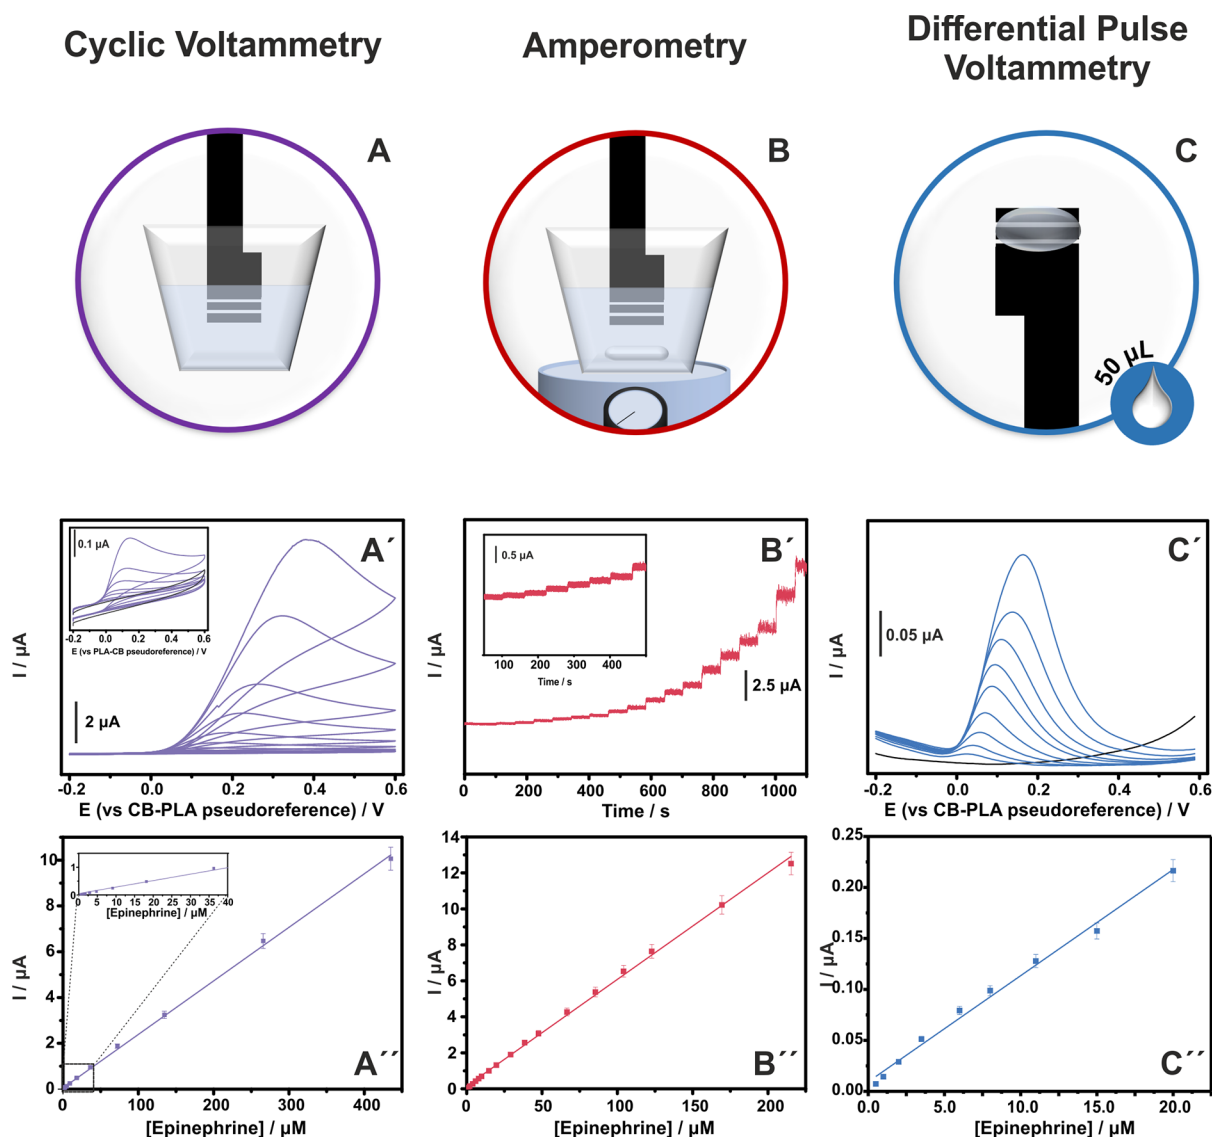 Cyclic Voltammetry
Amperometry
Differential Pulse
Voltammetry
A
B
C
50 µL
A´
0.1 µA
-0.2 0.0 0.2 0.4 0.6
E (vs PLA-CB pseudoreference) / V
I / µA
2 µA
-0.2 0.0 0.2 0.4 0.6
E (vs CB-PLA pseudoreference) / V
B´
0.5 µA
100 200 300 400 500
Time / s
I / µA
2.5 µA
0 200 400 600 800 1000
Time / s
C´
0.05 µA
I / µA
-0.2 0.0 0.2 0.4 0.6
E (vs CB-PLA pseudoreference) / V
10
8
6
4
2
0
I / µA
1
0
0 5 10 15 20 25 30 35 40
[Epinephrine] / µM
A´´
0 100 200 300 400
[Epinephrine] / µM
14
12
10
8
6
4
2
0
I / µA
B´´
0 50 100 150 200
[Epinephrine] / µM
0.25
0.20
0.15
0.10
0.05
0.00
I / µA
C´´
0.0 5.0 10.0 15.0 20.0
[Epinephrine] / µM